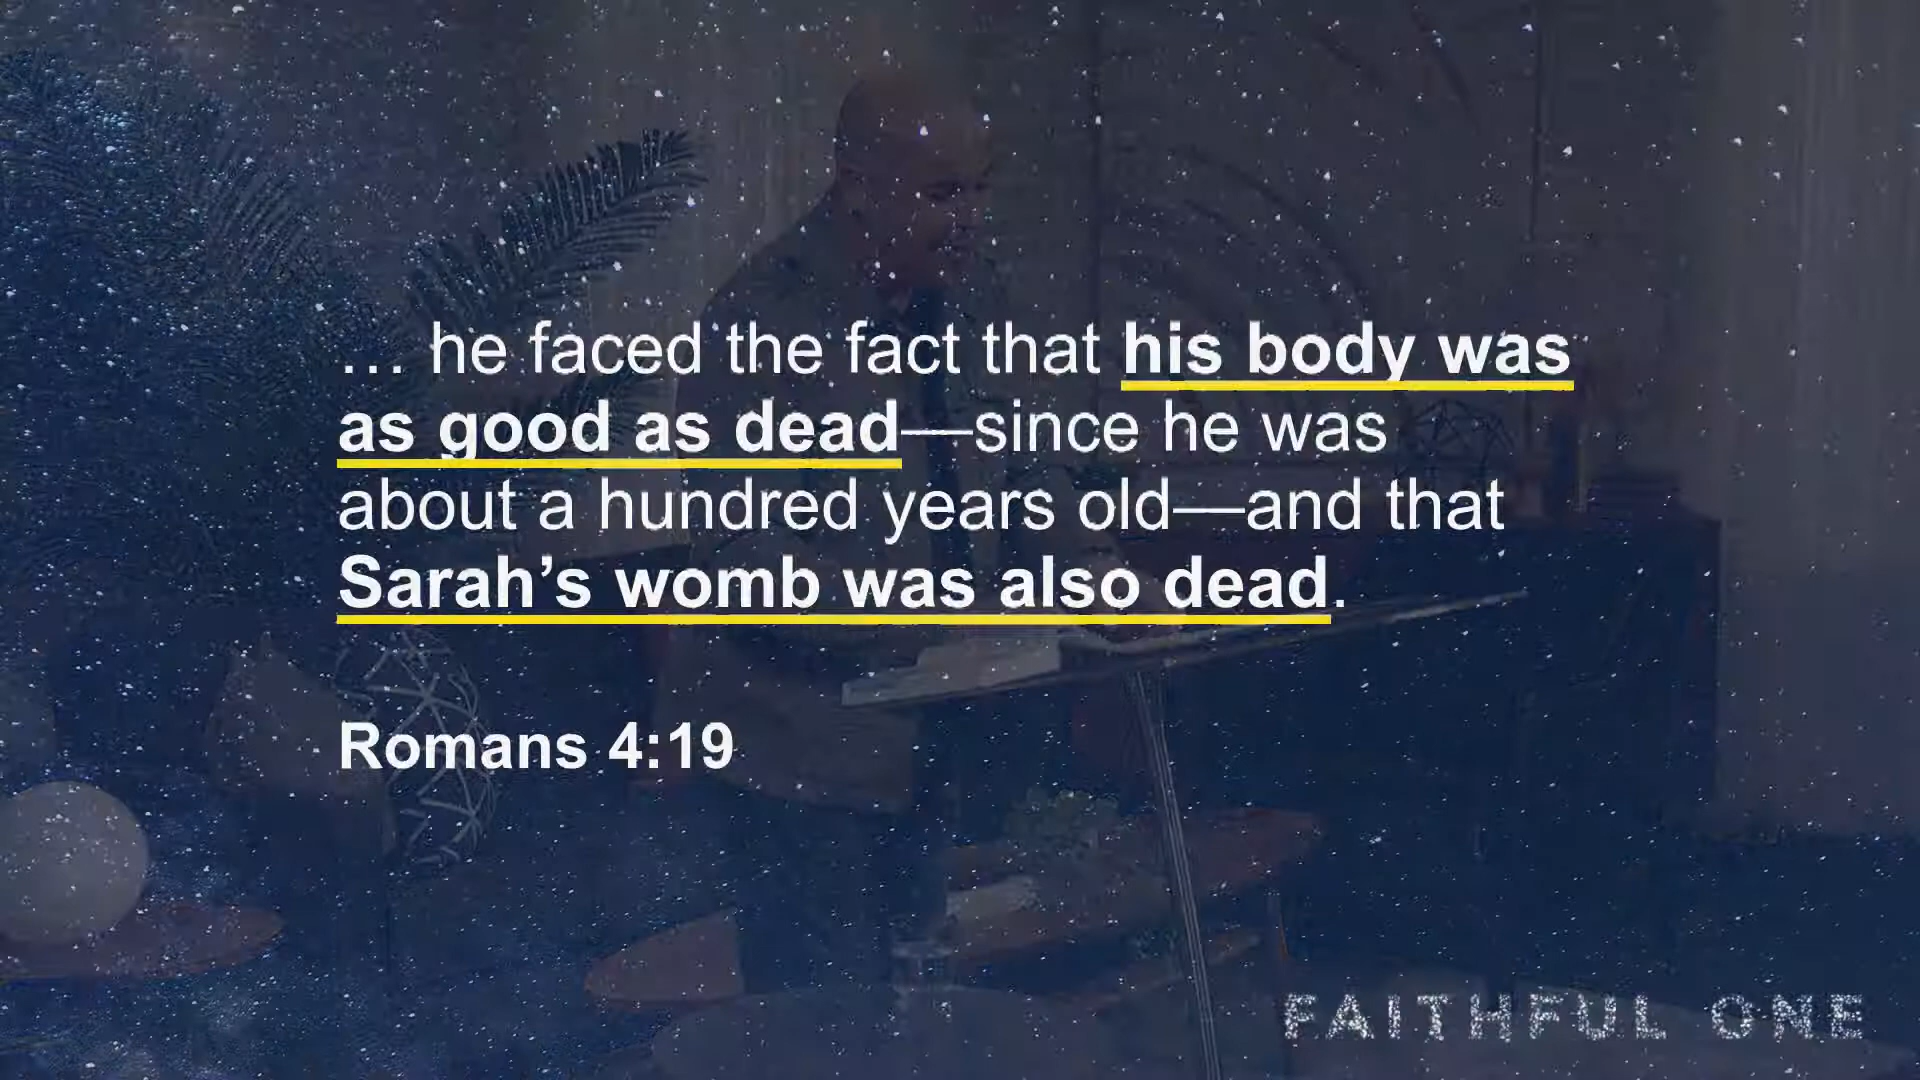 … he faced the fact that his body was
as good as dead—since he was
about a hundred years old—and that
Sarah’s womb was also dead.
Romans 4:19
FAITHFUL ONE